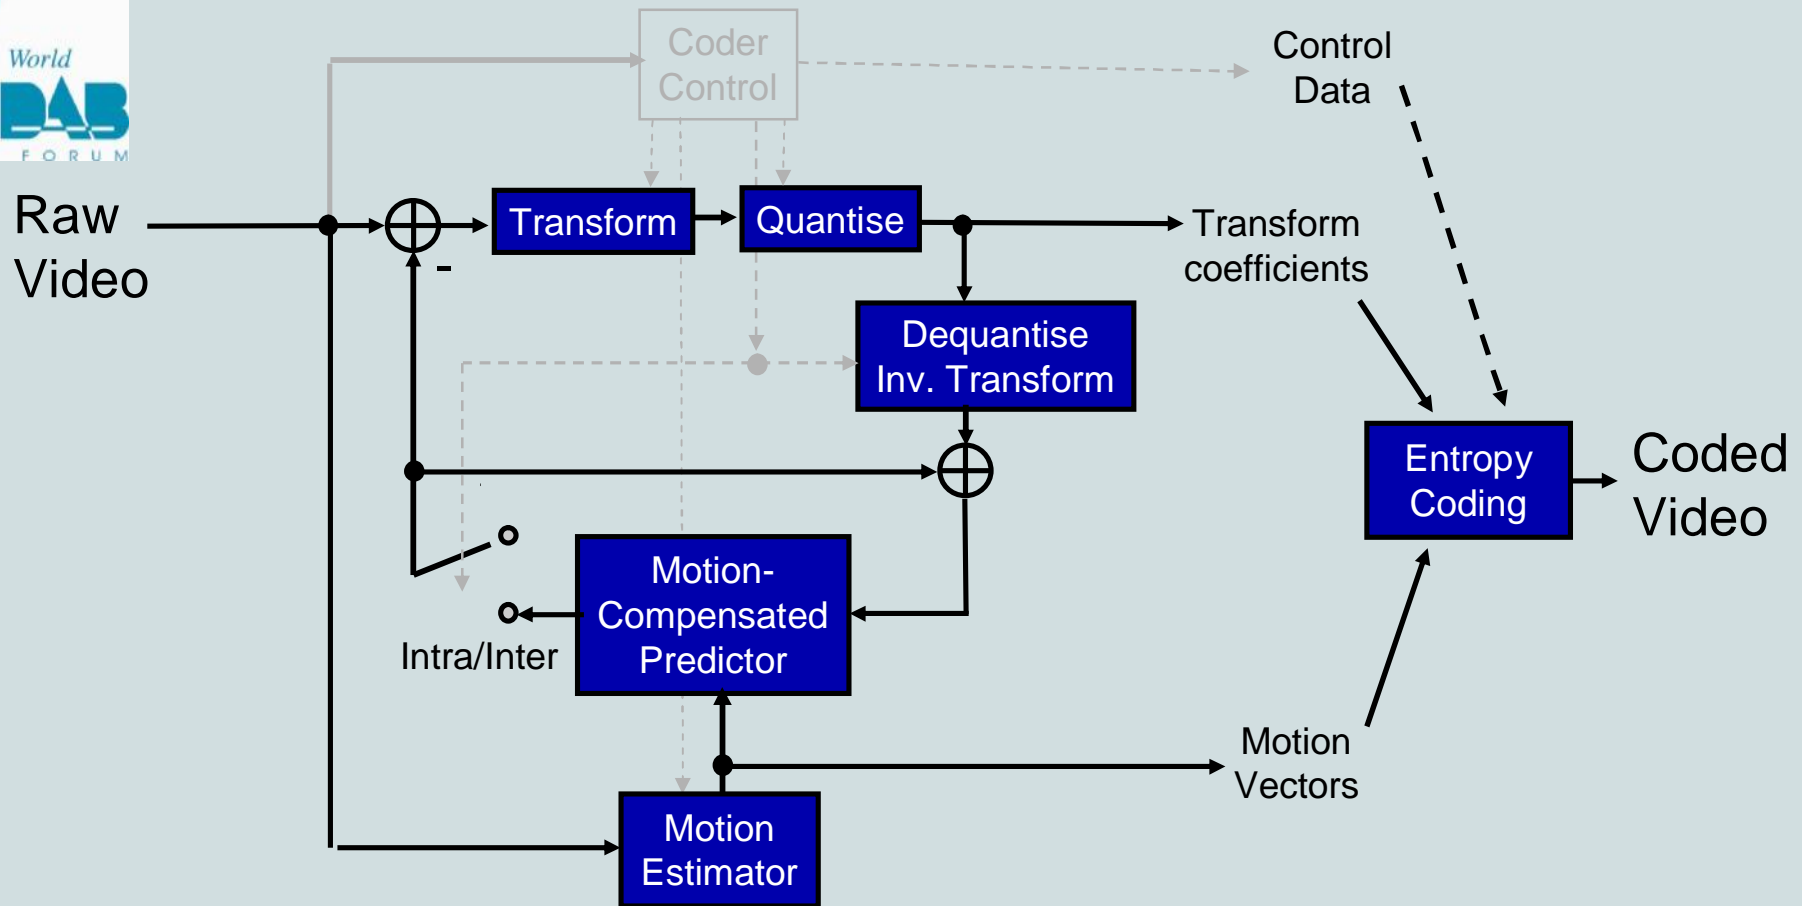 World
DAB
FORUM
Coder
Control
Control
Data
Raw
Video
Transform
Quantise
Transform
coefficients
-
Dequantise
Inv. Transform
Entropy
Coding
Coded
Video
Motion-
Compensated
Predictor
Intra/Inter
Motion
Vectors
Motion
Estimator